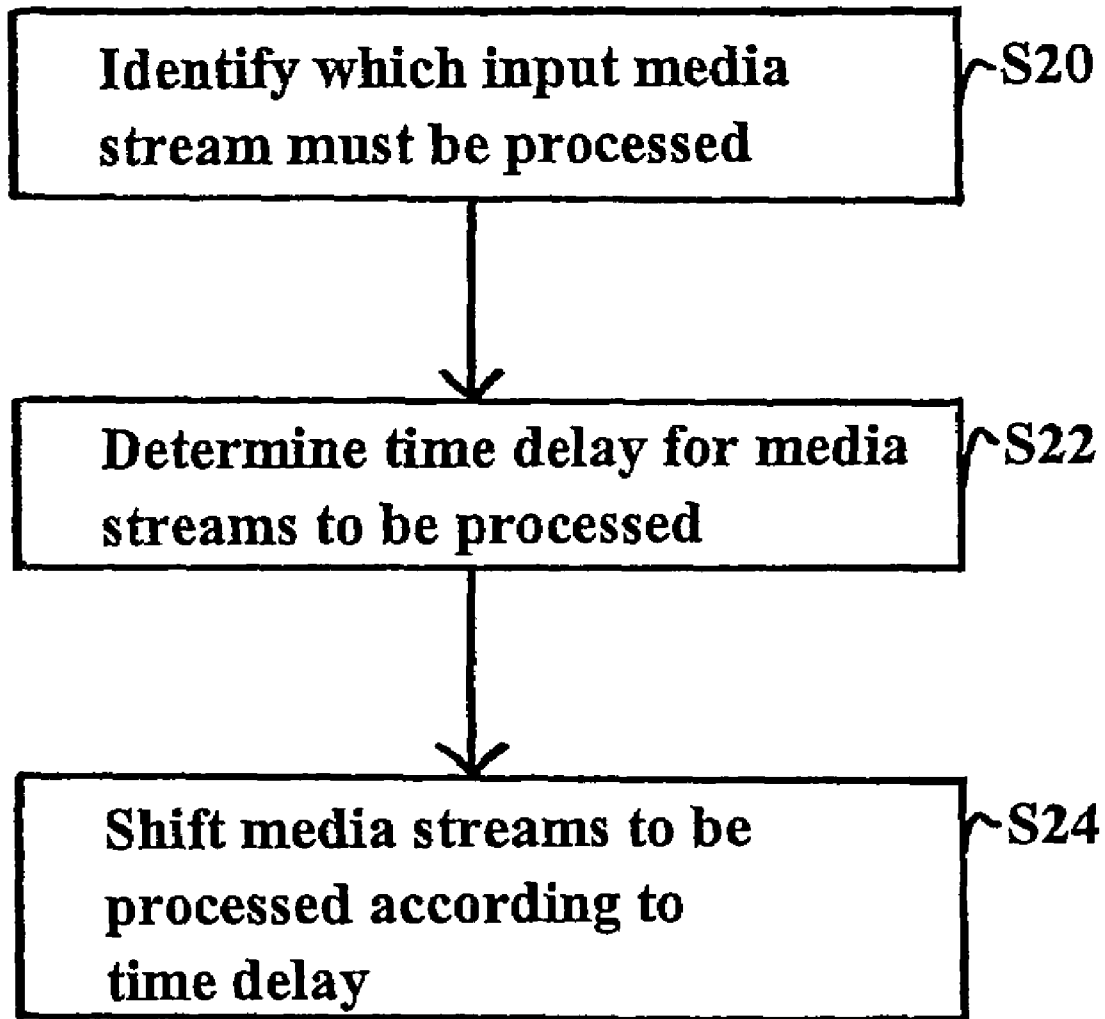 Identify which input media
stream must be processed
S20
Determine time delay for media
streams to be processed
S22
Shift media streams to be
processed according to
time delay
S24